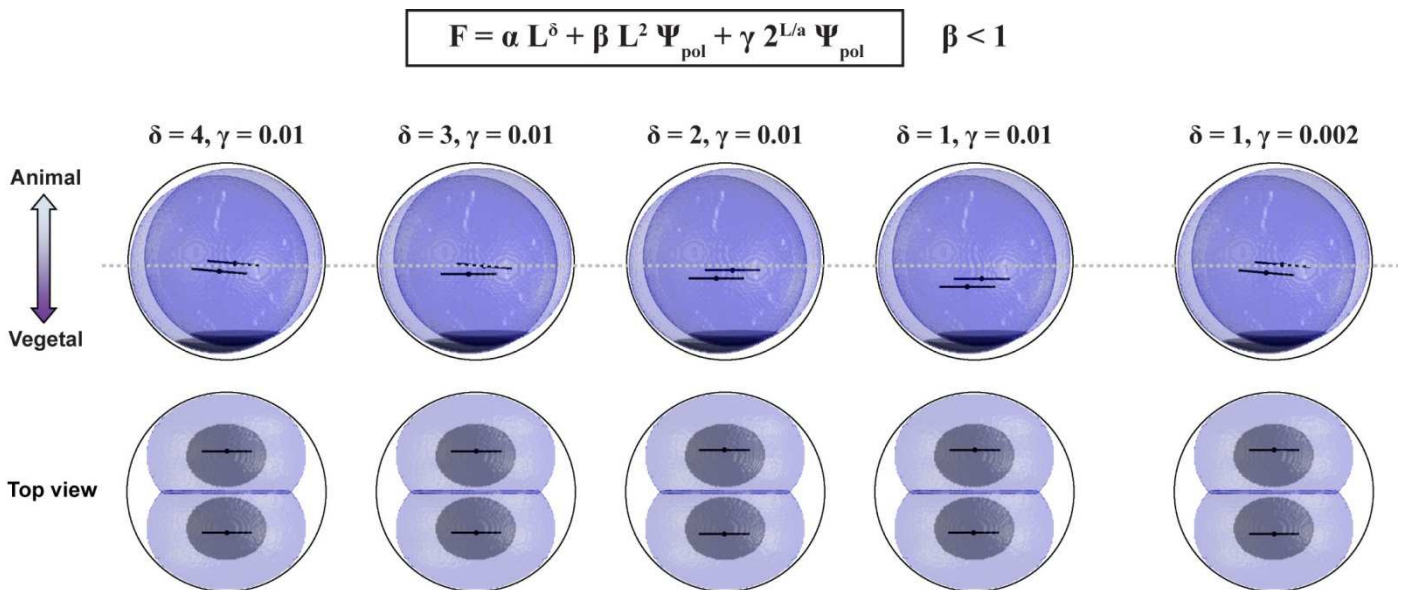 F = α L^δ + β L² Ψ_pol + γ 2^{L/a} Ψ_pol β < 1
δ = 4, γ = 0.01 δ = 3, γ = 0.01 δ = 2, γ = 0.01 δ = 1, γ = 0.01 δ = 1, γ = 0.002
Animal
Vegetal
Top view